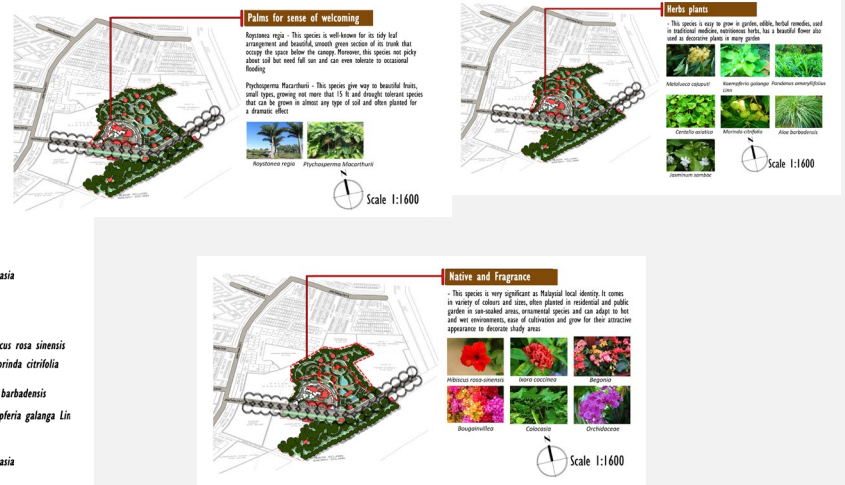 Palms for sense of welcoming
Roystonea regia - This species is well-known for its tidy leaf
arrangement and beautiful, smooth green section of its trunk that
occupy the space below the canopy. Moreover, this species not picky
about soil but need full sun and can even tolerate to occasional
flooding
Ptychosperma Macarthurii - This species give way to beautiful fruits,
small types, growing not more that 15 ft and drought tolerant species
that can be grown in almost any type of soil and often planted for
a dramatic effect
Roystonea regia
Ptychosperma Macarthurii
N
Scale 1:1600
Herbs plants
- This species is easy to grow in garden, edible, herbal remedies, used
in traditional medicine, nutritionous herbs, has a beautiful flower also
used as decorative plants in many garden
Melaleuca cajuputi
Kaempferia galanga
Linn
Pandanus amaryllifolius
Centella asiatica
Morinda citrifolia
Aloe barbadensis
Jasminum sambac
N
Scale 1:1600
asia
cus rosa sinensis
orinda citrifolia
barbadensis
pferia galanga Lin
asia
Native and Fragrance
- This species is very significant as Malaysial local identity. It comes
in variety of colours and sizes, often planted in residential and public
garden in sun-soaked areas, ornamental species and can adapt to hot
and wet environments, ease of cultivation and grow for their attractive
appearance to decorate shady areas
Hibiscus rosa-sinensis
Ixora coccinea
Begonia
Bougainvillea
Colocasia
Orchidaceae
N
Scale 1:1600